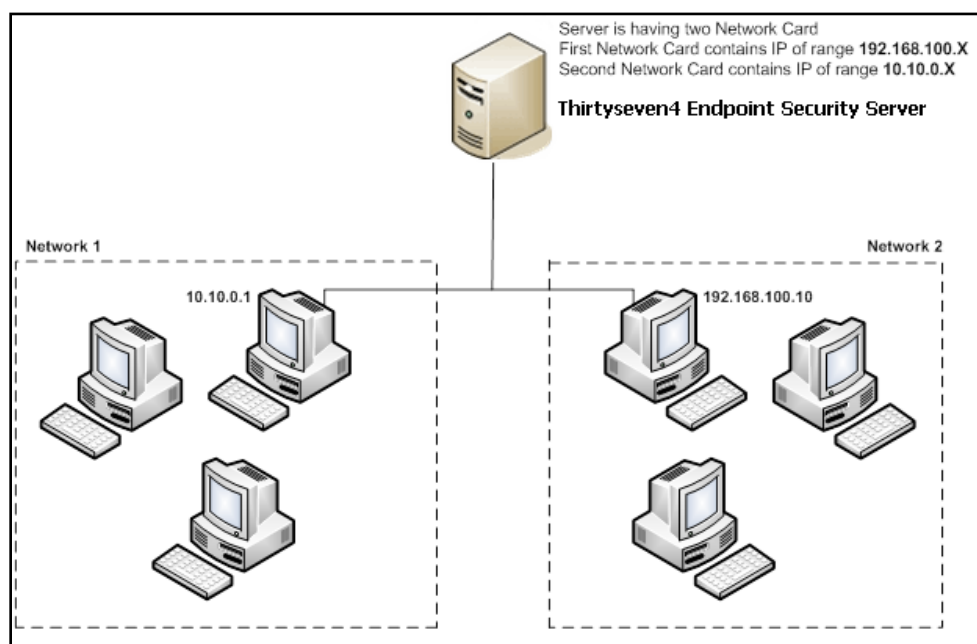 Server is having two Network Card
First Network Card contains IP of range 192.168.100.X
Second Network Card contains IP of range 10.10.0.X
Thirtyseven4 Endpoint Security Server
Network 1
Network 2
10.10.0.1
192.168.100.10